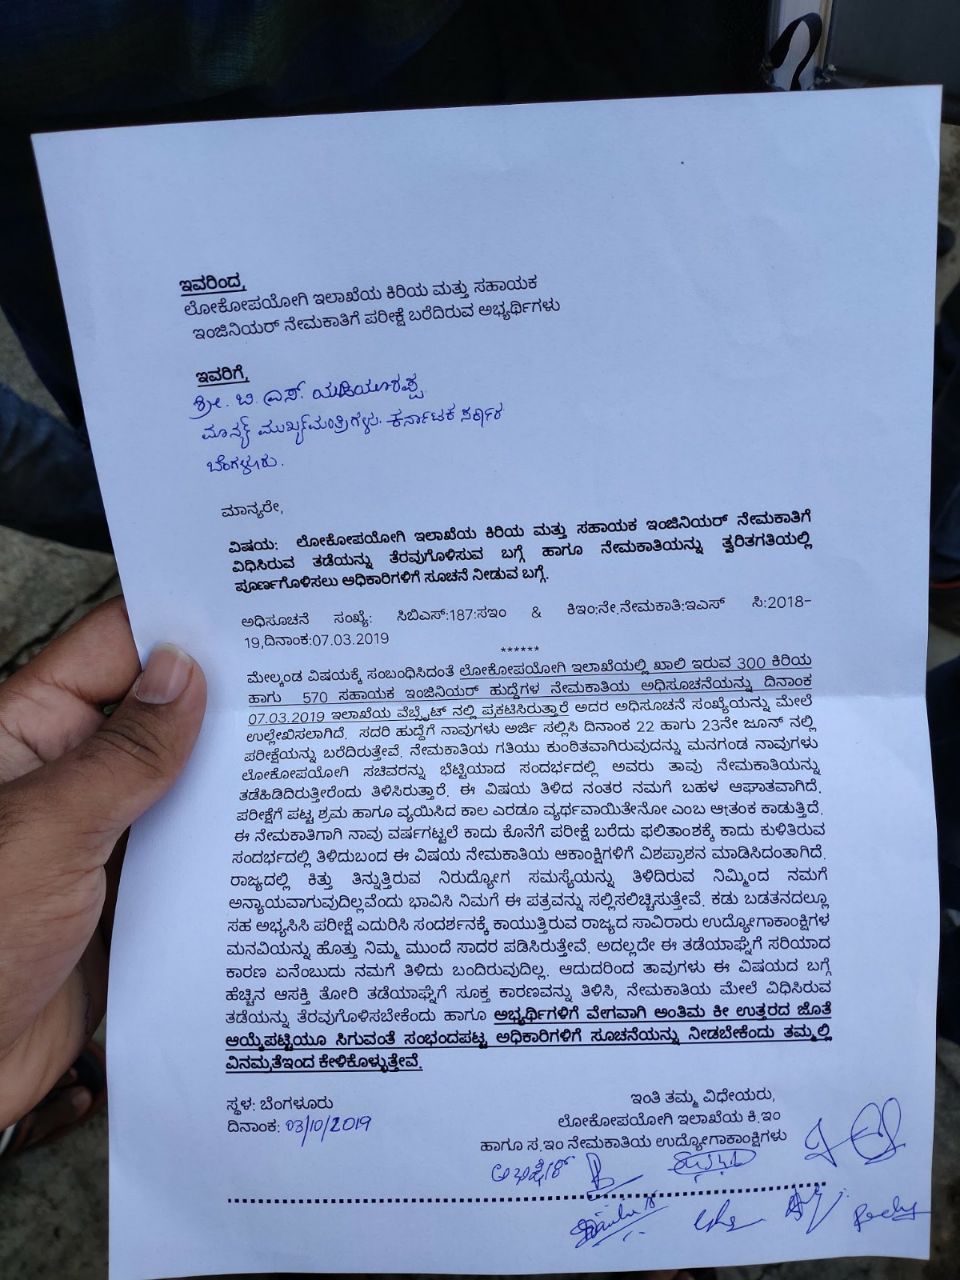 ಇವರಿಂದ,
ಲೋಕೋಪಯೋಗಿ ಇಲಾಖೆಯ ಕಿರಿಯ ಮತ್ತು ಸಹಾಯಕ
ಇಂಜಿನಿಯರ್ ನೇಮಕಾತಿಗೆ ಪರೀಕ್ಷೆ ಬರೆದಿರುವ ಅಭ್ಯರ್ಥಿಗಳು
ಇವರಿಗೆ,
ಶ್ರೀ. ಬಿ. ಎಸ್. ಯಡಿಯೂರಪ್ಪ
ಮಾನ್ಯ ಮುಖ್ಯಮಂತ್ರಿಗಳು. ಕರ್ನಾಟಕ ಸರ್ಕಾರ
ಬೆಂಗಳೂರು.
ಮಾನ್ಯರೇ,
ವಿಷಯ: ಲೋಕೋಪಯೋಗಿ ಇಲಾಖೆಯ ಕಿರಿಯ ಮತ್ತು ಸಹಾಯಕ ಇಂಜಿನಿಯರ್ ನೇಮಕಾತಿಗೆ
ವಿಧಿಸಿರುವ ತಡೆಯನ್ನು ತೆರವುಗೊಳಿಸುವ ಬಗ್ಗೆ ಹಾಗೂ ನೇಮಕಾತಿಯನ್ನು ತ್ವರಿತಗತಿಯಲ್ಲಿ
ಪೂರ್ಣಗೊಳಿಸಲು ಅಧಿಕಾರಿಗಳಿಗೆ ಸೂಚನೆ ನೀಡುವ ಬಗ್ಗೆ.
ಅಧಿಸೂಚನೆ ಸಂಖ್ಯೆ: ಸಿಬಿಎಸ್:187:ಸಇಂ & ಕಿಇಂ:ನೇ.ನೇಮಕಾತಿ:ಇಎಸ್ ಸಿ:2018-
19,ದಿನಾಂಕ:07.03.2019
******
ಮೇಲ್ಕಂಡ ವಿಷಯಕ್ಕೆ ಸಂಬಂಧಿಸಿದಂತೆ ಲೋಕೋಪಯೋಗಿ ಇಲಾಖೆಯಲ್ಲಿ ಖಾಲಿ ಇರುವ 300 ಕಿರಿಯ
ಹಾಗು 570 ಸಹಾಯಕ ಇಂಜಿನಿಯರ್ ಹುದ್ದೆಗಳ ನೇಮಕಾತಿಯ ಅಧಿಸೂಚನೆಯನ್ನು ದಿನಾಂಕ
07.03.2019 ಇಲಾಖೆಯ ವೆಬ್ಸೈಟ್ ನಲ್ಲಿ ಪ್ರಕಟಿಸಿರುತ್ತಾರೆ ಅದರ ಅಧಿಸೂಚನೆ ಸಂಖ್ಯೆಯನ್ನು ಮೇಲೆ
ಉಲ್ಲೇಖಿಸಲಾಗಿದೆ. ಸದರಿ ಹುದ್ದೆಗೆ ನಾವುಗಳು ಅರ್ಜಿ ಸಲ್ಲಿಸಿ ದಿನಾಂಕ 22 ಹಾಗು 23ನೇ ಜೂನ್ ನಲ್ಲಿ
ಪರೀಕ್ಷೆಯನ್ನು ಬರೆದಿರುತ್ತೇವೆ. ನೇಮಕಾತಿಯ ಗತಿಯು ಕುಂಠಿತವಾಗಿರುವುದನ್ನು ಮನಗಂಡ ನಾವುಗಳು
ಲೋಕೋಪಯೋಗಿ ಸಚಿವರನ್ನು ಭೆಟ್ಟಿಯಾದ ಸಂದರ್ಭದಲ್ಲಿ ಅವರು ತಾವು ನೇಮಕಾತಿಯನ್ನು
ತಡೆಹಿಡಿದಿರುತ್ತೀರೆಂದು ತಿಳಿಸಿರುತ್ತಾರೆ. ಈ ವಿಷಯ ತಿಳಿದ ನಂತರ ನಮಗೆ ಬಹಳ ಆಘಾತವಾಗಿದೆ.
ಪರೀಕ್ಷೆಗೆ ಪಟ್ಟ ಶ್ರಮ ಹಾಗೂ ವ್ಯಯಿಸಿದ ಕಾಲ ಎರಡೂ ವ್ಯರ್ಥವಾಯಿತೇನೋ ಎಂಬ ಆtಂಕ ಕಾಡುತ್ತಿದೆ.
ಈ ನೇಮಕಾತಿಗಾಗಿ ನಾವು ವರ್ಷಗಟ್ಟಲೆ ಕಾದು ಕೊನೆಗೆ ಪರೀಕ್ಷೆ ಬರೆದು ಫಲಿತಾಂಶಕ್ಕೆ ಕಾದು ಕುಳಿತಿರುವ
ಸಂದರ್ಭದಲ್ಲಿ ತಿಳಿದುಬಂದ ಈ ವಿಷಯ ನೇಮಕಾತಿಯ ಆಕಾಂಕ್ಷಿಗಳಿಗೆ ವಿಶಪ್ರಾಶನ ಮಾಡಿಸಿದಂತಾಗಿದೆ.
ರಾಜ್ಯದಲ್ಲಿ ಕಿತ್ತು ತಿನ್ನುತ್ತಿರುವ ನಿರುದ್ಯೋಗ ಸಮಸ್ಯೆಯನ್ನು ತಿಳಿದಿರುವ ನಿಮ್ಮಿಂದ ನಮಗೆ
ಅನ್ಯಾಯವಾಗುವುದಿಲ್ಲವೆಂದು ಭಾವಿಸಿ ನಿಮಗೆ ಈ ಪತ್ರವನ್ನು ಸಲ್ಲಿಸಲಿಚ್ಚಿಸುತ್ತೇವೆ. ಕಡು ಬಡತನದಲ್ಲೂ
ಸಹ ಅಭ್ಯಸಿಸಿ ಪರೀಕ್ಷೆ ಎದುರಿಸಿ ಸಂದರ್ಶನಕ್ಕೆ ಕಾಯುತ್ತಿರುವ ರಾಜ್ಯದ ಸಾವಿರಾರು ಉದ್ಯೋಗಾಕಾಂಕ್ಷಿಗಳ
ಮನವಿಯನ್ನು ಹೊತ್ತು ನಿಮ್ಮ ಮುಂದೆ ಸಾದರ ಪಡಿಸಿರುತ್ತೇವೆ. ಅದಲ್ಲದೇ ಈ ತಡೆಯಾಜ್ಞೆಗೆ ಸರಿಯಾದ
ಕಾರಣ ಏನೆಂಬುದು ನಮಗೆ ತಿಳಿದು ಬಂದಿರುವುದಿಲ್ಲ. ಆದುದರಿಂದ ತಾವುಗಳು ಈ ವಿಷಯದ ಬಗ್ಗೆ
ಹೆಚ್ಚಿನ ಆಸಕ್ತಿ ತೋರಿ ತಡೆಯಾಜ್ಞೆಗೆ ಸೂಕ್ತ ಕಾರಣವನ್ನು ತಿಳಿಸಿ, ನೇಮಕಾತಿಯ ಮೇಲೆ ವಿಧಿಸಿರುವ
ತಡೆಯನ್ನು ತೆರವುಗೊಳಿಸಬೇಕೆಂದು ಹಾಗೂ ಅಭ್ಯರ್ಥಿಗಳಿಗೆ ವೇಗವಾಗಿ ಅಂತಿಮ ಕೀ ಉತ್ತರದ ಜೊತೆ
ಆಯ್ಕೆಪಟ್ಟಿಯೂ ಸಿಗುವಂತೆ ಸಂಭಂದಪಟ್ಟ ಅಧಿಕಾರಿಗಳಿಗೆ ಸೂಚನೆಯನ್ನು ನೀಡಬೇಕೆಂದು ತಮ್ಮಲ್ಲಿ
ವಿನಮ್ರತೆಇಂದ ಕೇಳಿಕೊಳ್ಳುತ್ತೇವೆ.
ಸ್ಥಳ: ಬೆಂಗಳೂರು
ದಿನಾಂಕ: 03/10/2019
ಇಂತಿ ತಮ್ಮ ವಿಧೇಯರು,
ಲೋಕೋಪಯೋಗಿ ಇಲಾಖೆಯ ಕಿ.ಇಂ
ಹಾಗೂ ಸ.ಇಂ ನೇಮಕಾತಿಯ ಉದ್ಯೋಗಾಕಾಂಕ್ಷಿಗಳು